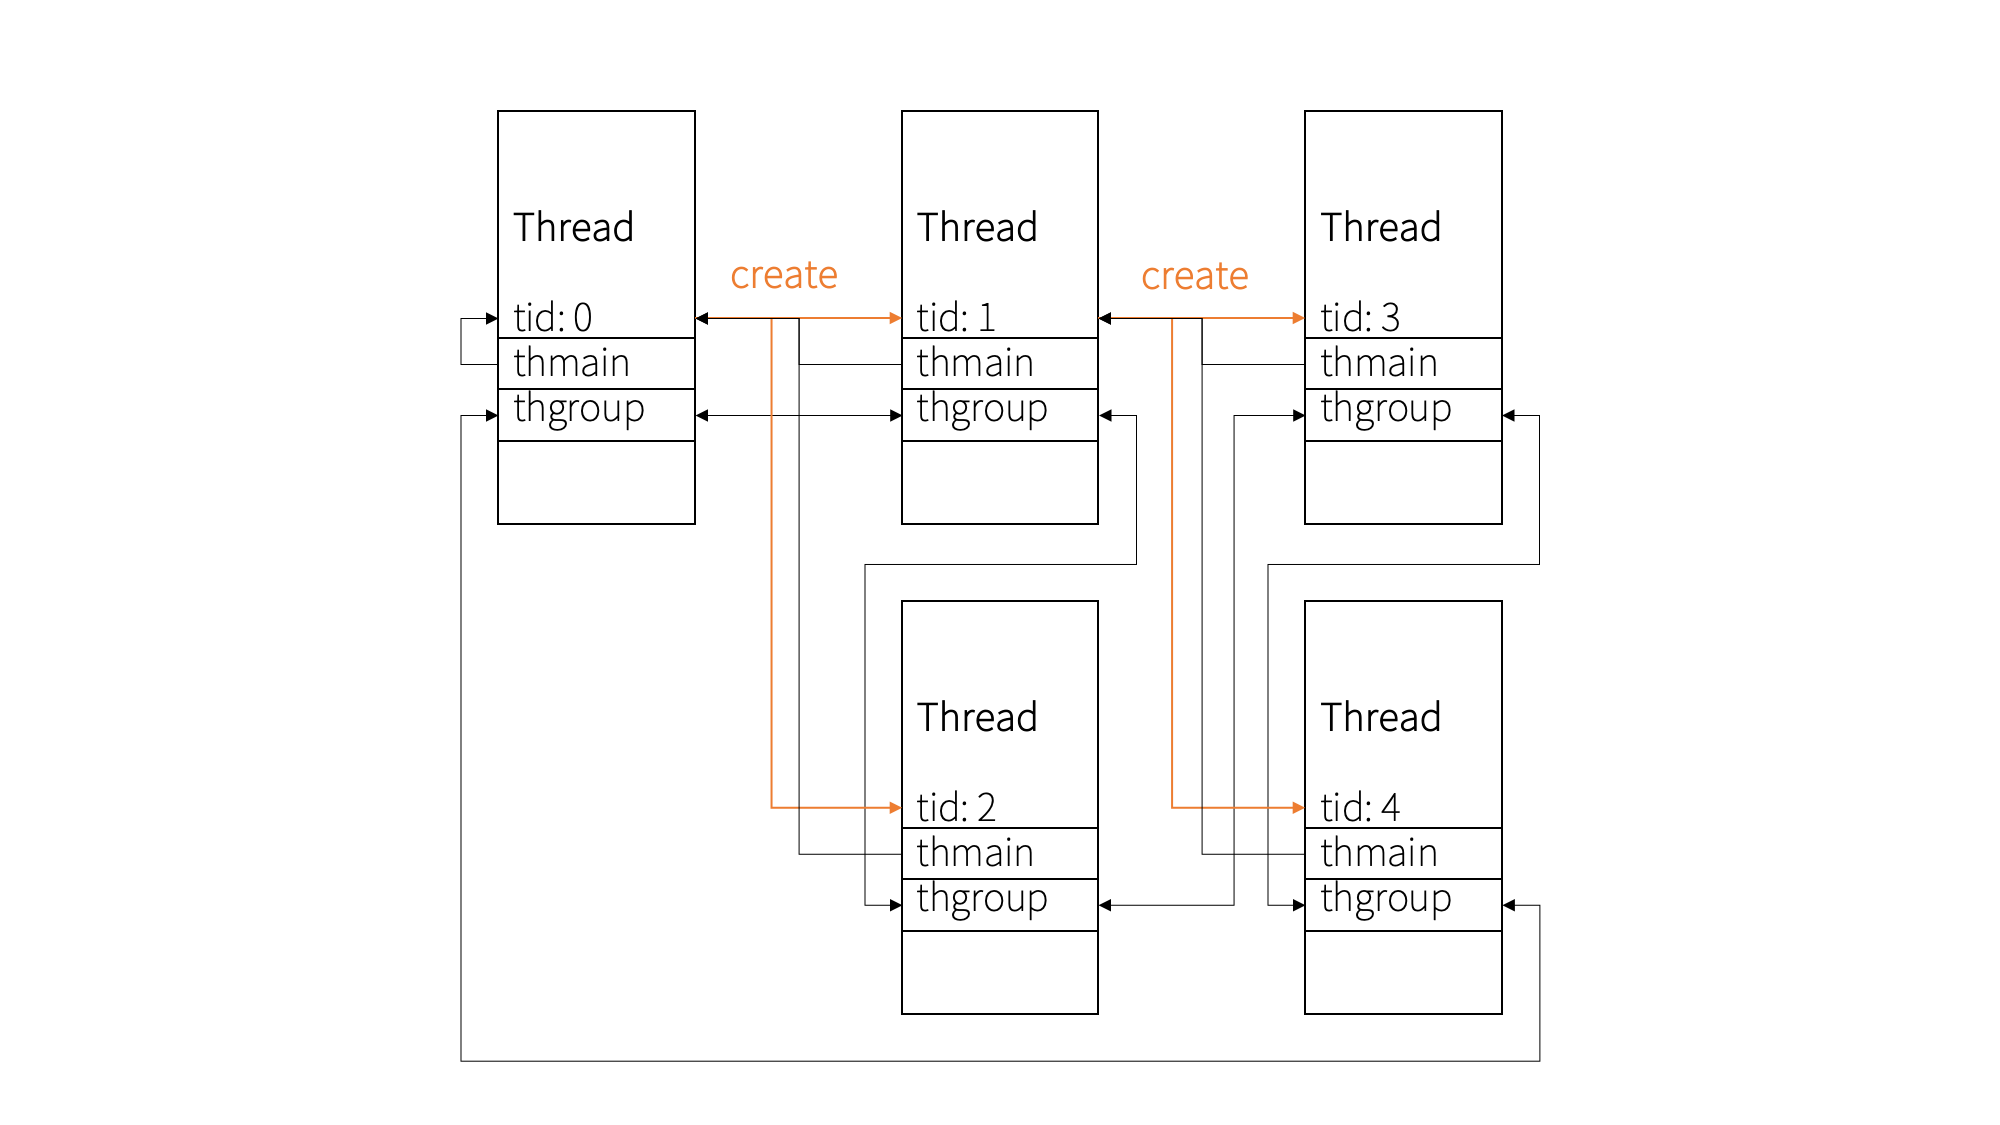 Thread
tid: 0
thmain
thgroup
create
Thread
tid: 1
thmain
thgroup
create
Thread
tid: 3
thmain
thgroup
Thread
tid: 2
thmain
thgroup
Thread
tid: 4
thmain
thgroup